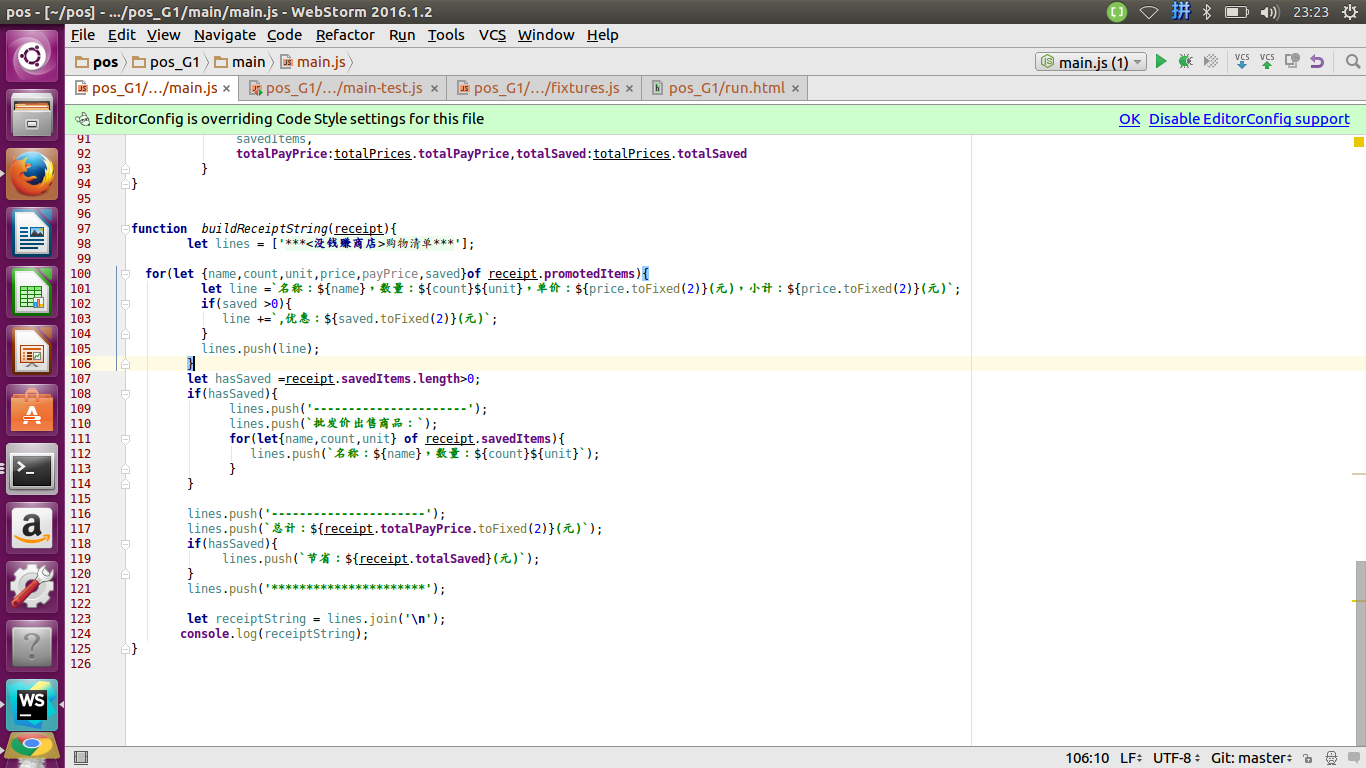 pos - [~/pos] - .../pos_G1/main/main.js - WebStorm 2016.1.2
拼
23:23
File Edit View Navigate Code Refactor Run Tools VCS Window Help
pos pos_G1 main main.js
main.js (1)
VCS VCS
pos_G1/.../main.js × pos_G1/.../main-test.js × pos_G1/.../fixtures.js × pos_G1/run.html ×
EditorConfig is overriding Code Style settings for this file OK Disable EditorConfig support
91 savedItems,
92 totalPayPrice:totalPrices.totalPayPrice,totalSaved:totalPrices.totalSaved
93 }
94 }
95
96
97 function buildReceiptString(receipt){
98 let lines = ['***<没钱赚商店>购物清单***'];
99
100 for(let {name,count,unit,price,payPrice,saved}of receipt.promotedItems){
101 let line =`名称：${name}，数量：${count}${unit}，单价：${price.toFixed(2)}(元)，小计：${price.toFixed(2)}(元)`;
102 if(saved >0){
103 line +=`,优惠：${saved.toFixed(2)}(元)`;
104 }
105 lines.push(line);
106 }
107 let hasSaved =receipt.savedItems.length>0;
108 if(hasSaved){
109 lines.push('----------------------');
110 lines.push(`批发价出售商品：`);
111 for(let{name,count,unit} of receipt.savedItems){
112 lines.push(`名称：${name}，数量：${count}${unit}`);
113 }
114 }
115
116 lines.push('----------------------');
117 lines.push(`总计：${receipt.totalPayPrice.toFixed(2)}(元)`);
118 if(hasSaved){
119 lines.push(`节省：${receipt.totalSaved}(元)`);
120 }
121 lines.push('**********************');
122
123 let receiptString = lines.join('\n');
124 console.log(receiptString);
125 }
126
WS
106:10 LF UTF-8 Git: master